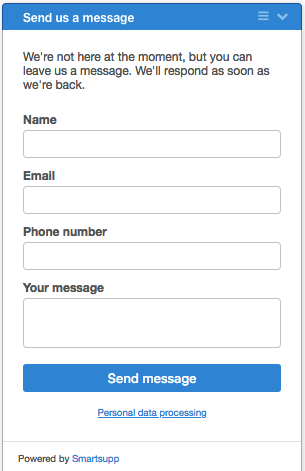 Send us a message
We're not here at the moment, but you can
leave us a message. We'll respond as soon as
we're back.
Name
Email
Phone number
Your message
Send message
Personal data processing
Powered by Smartsupp